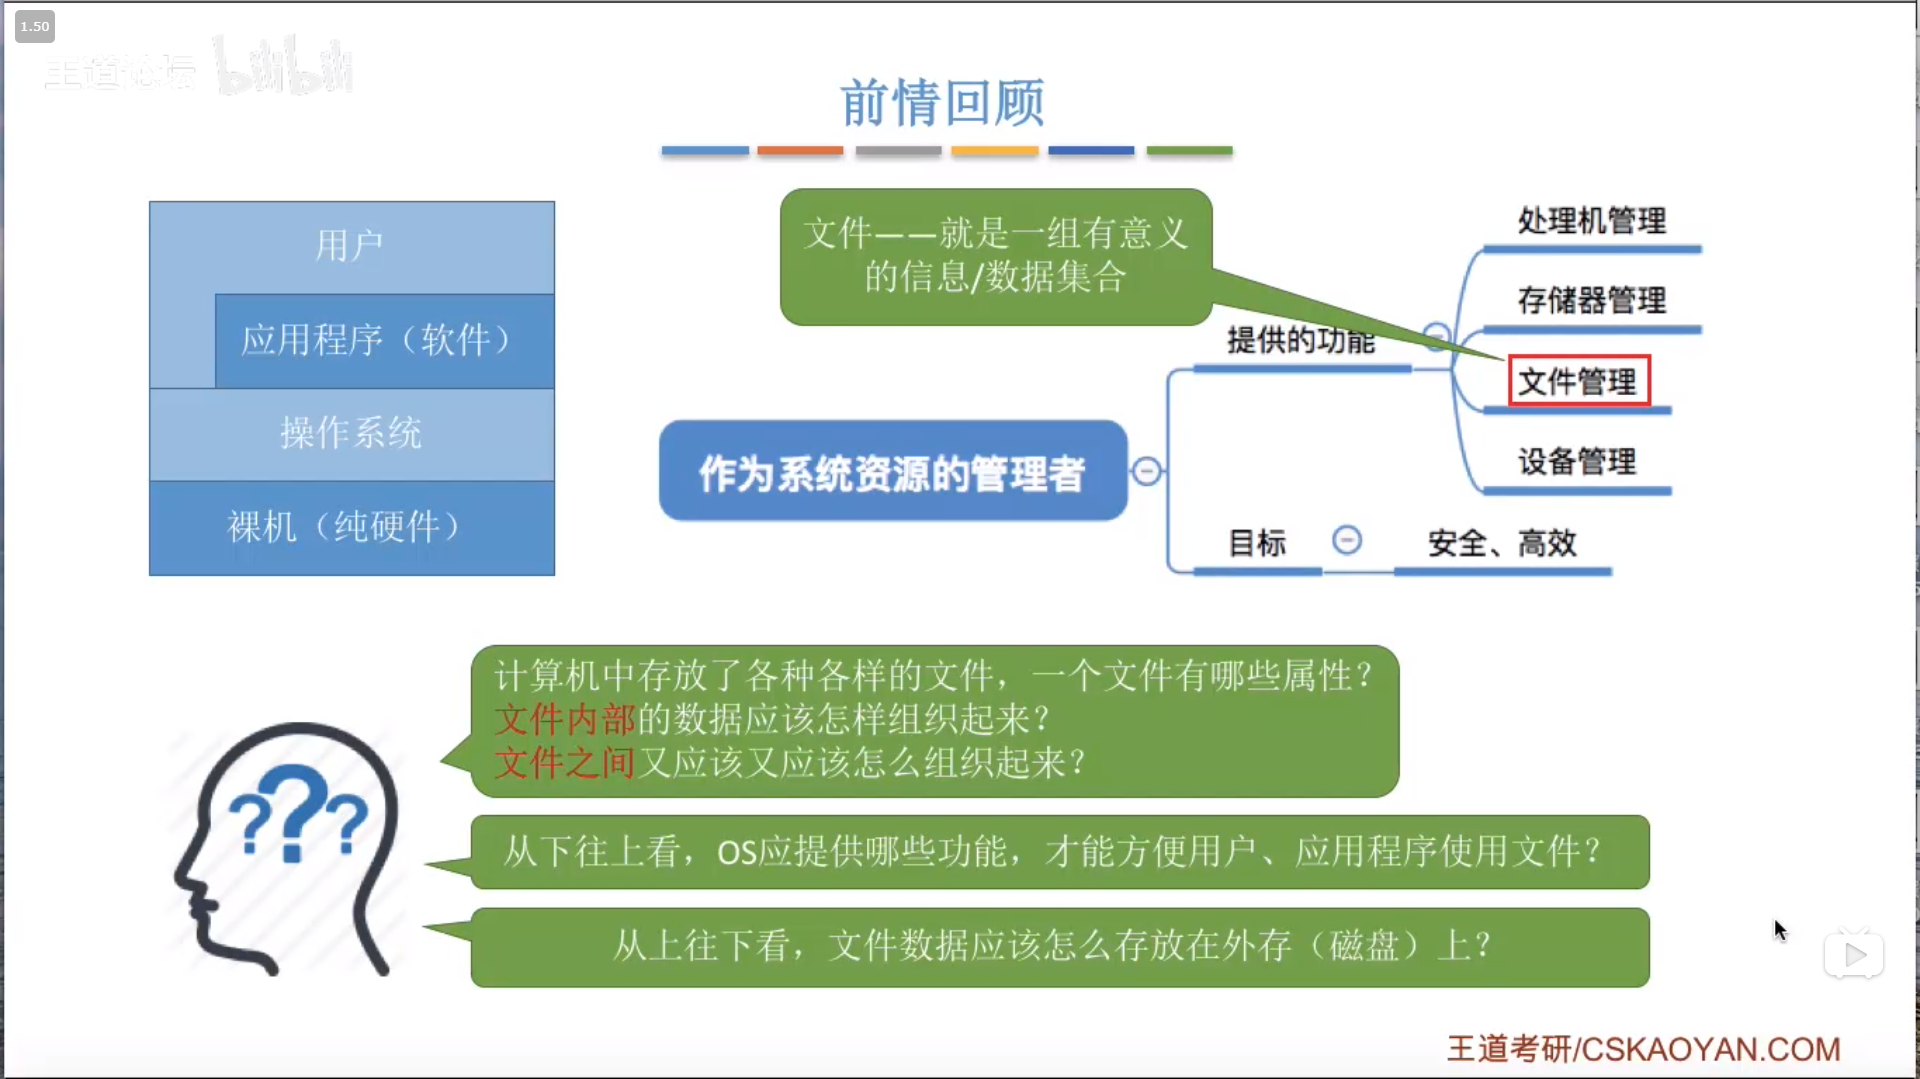 1.50
王道论坛 bilibili
前情回顾
用户
应用程序（软件）
操作系统
裸机（纯硬件）
文件——就是一组有意义
的信息/数据集合
作为系统资源的管理者
提供的功能
处理机管理
存储器管理
文件管理
设备管理
目标
安全、高效
计算机中存放了各种各样的文件，一个文件有哪些属性？
文件内部的数据应该怎样组织起来？
文件之间又应该又应该怎么组织起来？
从下往上看，OS应提供哪些功能，才能方便用户、应用程序使用文件？
从上往下看，文件数据应该怎么存放在外存（磁盘）上？
???
王道考研/CSKAOYAN.COM